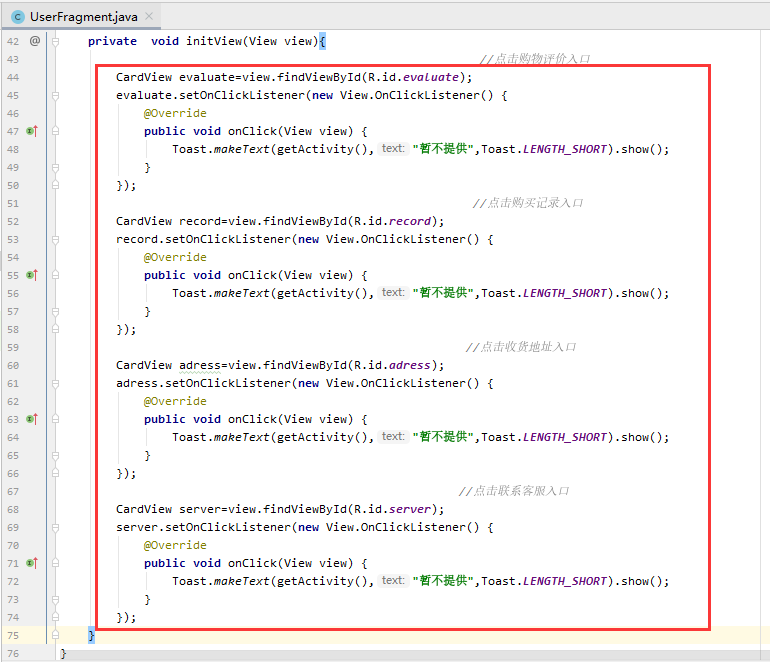 UserFragment.java
42 @ private  void initView(View view){
43 //点击购物评价入口
44 CardView evaluate=view.findViewById(R.id.evaluate);
45 evaluate.setOnClickListener(new View.OnClickListener() {
46 @Override
47 public void onClick(View view) {
48 Toast.makeText(getActivity(), text: "暂不提供",Toast.LENGTH_SHORT).show();
49 }
50 });
51 //点击购买记录入口
52 CardView record=view.findViewById(R.id.record);
53 record.setOnClickListener(new View.OnClickListener() {
54 @Override
55 public void onClick(View view) {
56 Toast.makeText(getActivity(), text: "暂不提供",Toast.LENGTH_SHORT).show();
57 }
58 });
59 //点击收货地址入口
60 CardView adress=view.findViewById(R.id.adress);
61 adress.setOnClickListener(new View.OnClickListener() {
62 @Override
63 public void onClick(View view) {
64 Toast.makeText(getActivity(), text: "暂不提供",Toast.LENGTH_SHORT).show();
65 }
66 });
67 //点击联系客服入口
68 CardView server=view.findViewById(R.id.server);
69 server.setOnClickListener(new View.OnClickListener() {
70 @Override
71 public void onClick(View view) {
72 Toast.makeText(getActivity(), text: "暂不提供",Toast.LENGTH_SHORT).show();
73 }
74 });
75 }
76 }